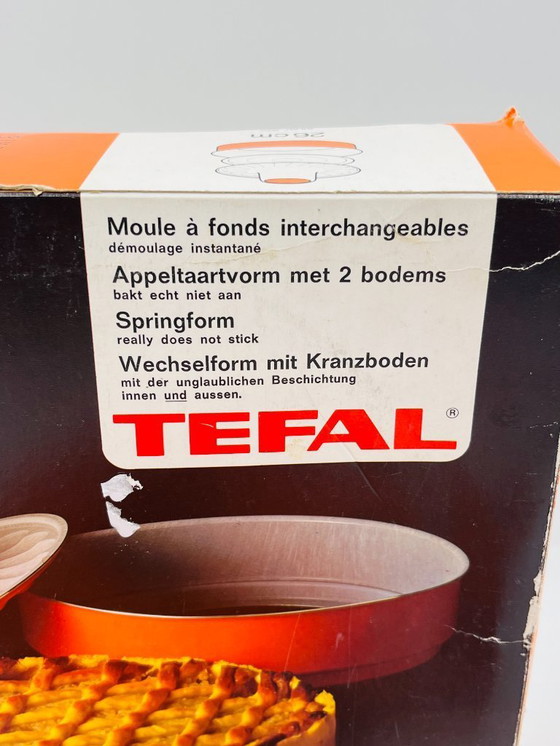 26 cm
Moule à fonds interchangeables
démoulage instantané
Appeltaartvorm met 2 bodems
bakt echt niet aan
Springform
really does not stick
Wechselform mit Kranzboden
mit der unglaublichen Beschichtung
innen und aussen.
TEFAL®